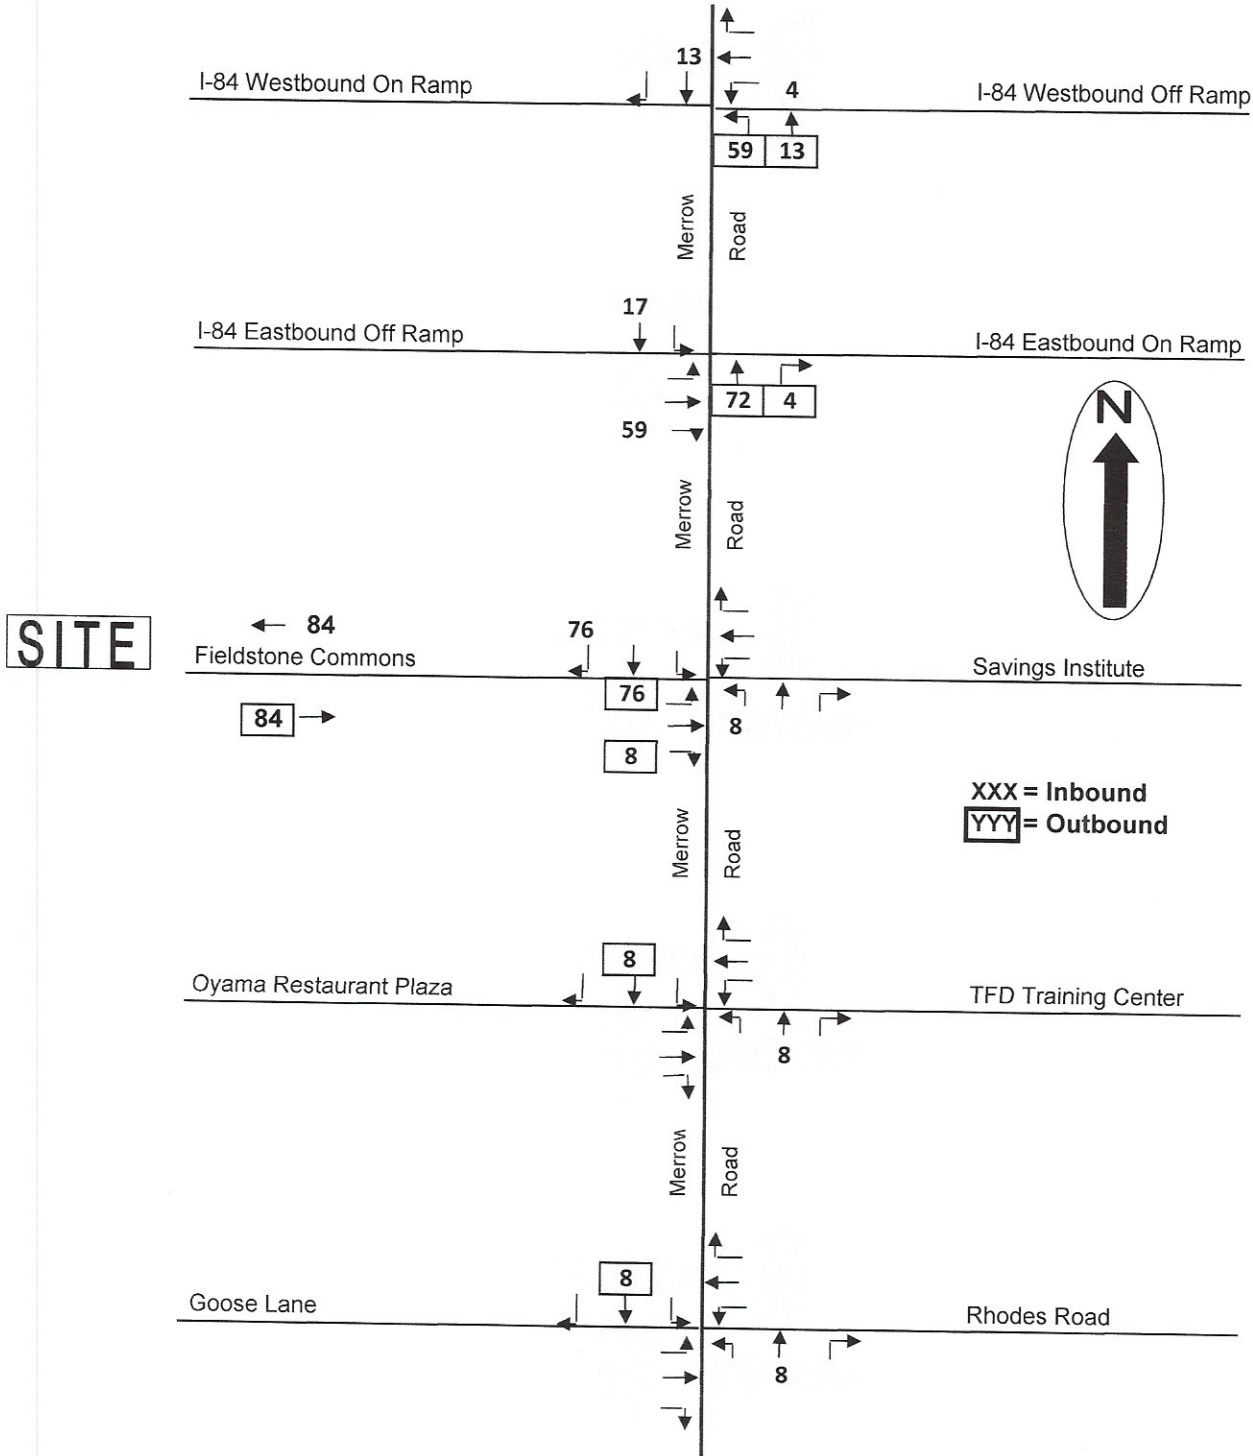 13
I-84 Westbound On Ramp
4
I-84 Westbound Off Ramp
59 13
Merrow Road
17
I-84 Eastbound Off Ramp
I-84 Eastbound On Ramp
72 4
N
59
Merrow Road
SITE
84
76
Fieldstone Commons
Savings Institute
76
84
8
8
XXX = Inbound
YYY = Outbound
Merrow Road
8
Oyama Restaurant Plaza
TFD Training Center
8
Merrow Road
8
Goose Lane
Rhodes Road
8